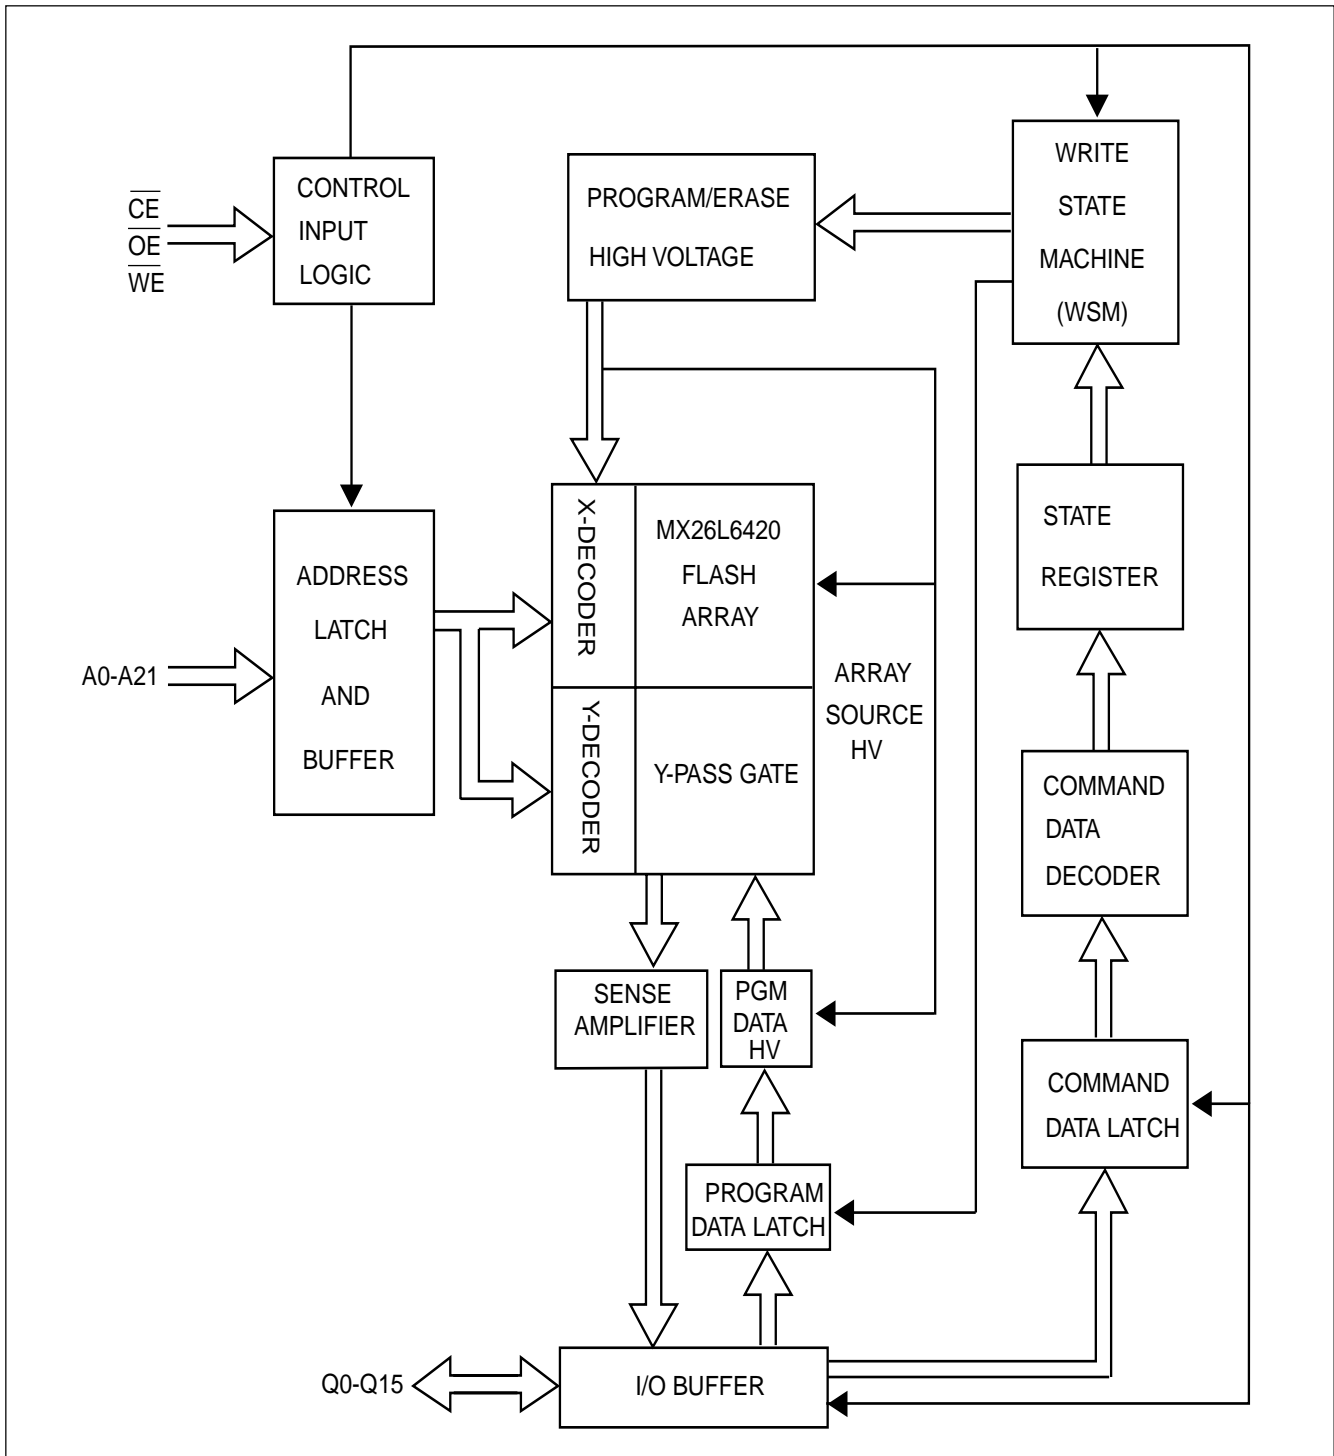 CE
OE
WE
CONTROL
INPUT
LOGIC
PROGRAM/ERASE
HIGH VOLTAGE
WRITE
STATE
MACHINE
(WSM)
A0-A21
ADDRESS
LATCH
AND
BUFFER
X-DECODER
MX26L6420
FLASH
ARRAY
Y-DECODER
Y-PASS GATE
ARRAY
SOURCE
HV
STATE
REGISTER
COMMAND
DATA
DECODER
SENSE
AMPLIFIER
PGM
DATA
HV
COMMAND
DATA LATCH
PROGRAM
DATA LATCH
Q0-Q15
I/O BUFFER